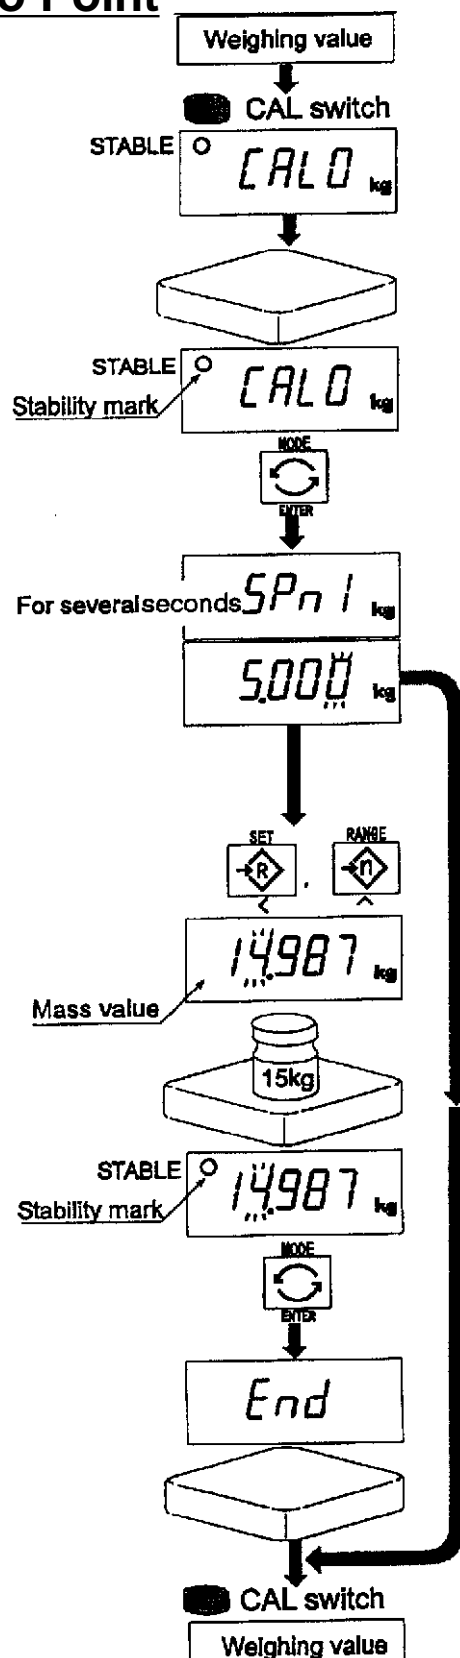 o Point
Weighing value
CAL switch
STABLE
CAL0 kg
STABLE
Stability mark
CAL0 kg
MODE
ENTER
For several seconds
SPn 1 kg
5.000 kg
SET
RANGE
R
n
14.987 kg
Mass value
15kg
STABLE
Stability mark
14.987 kg
MODE
ENTER
End
CAL switch
Weighing value